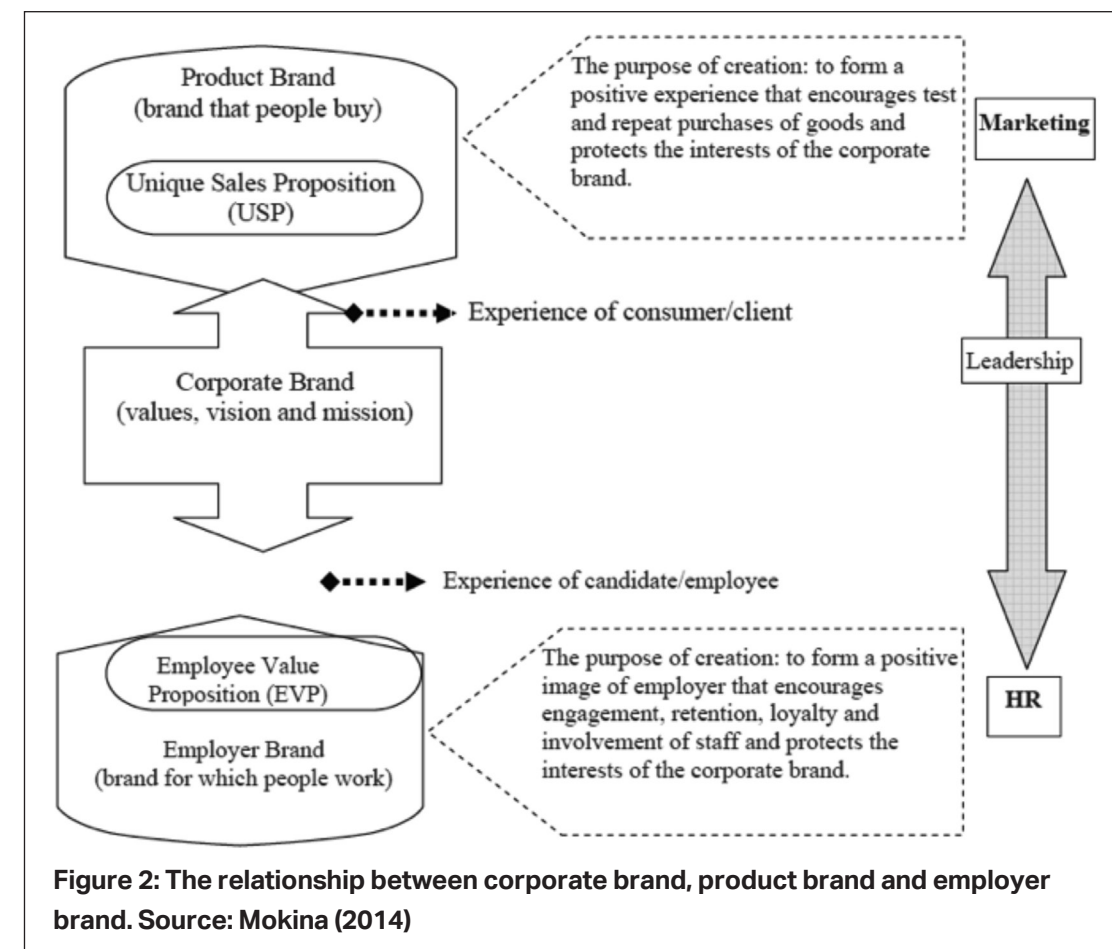 Product Brand
(brand that people buy)
Unique Sales Proposition
(USP)
The purpose of creation: to form a
positive experience that encourages test
and repeat purchases of goods and
protects the interests of the corporate
brand.
Marketing
Experience of consumer/client
Corporate Brand
(values, vision and mission)
Leadership
Experience of candidate/employee
Employee Value
Proposition (EVP)
Employer Brand
(brand for which people work)
The purpose of creation: to form a positive
image of employer that encourages
engagement, retention, loyalty and
involvement of staff and protects the
interests of the corporate brand.
HR
Figure 2: The relationship between corporate brand, product brand and employer
brand. Source: Mokina (2014)